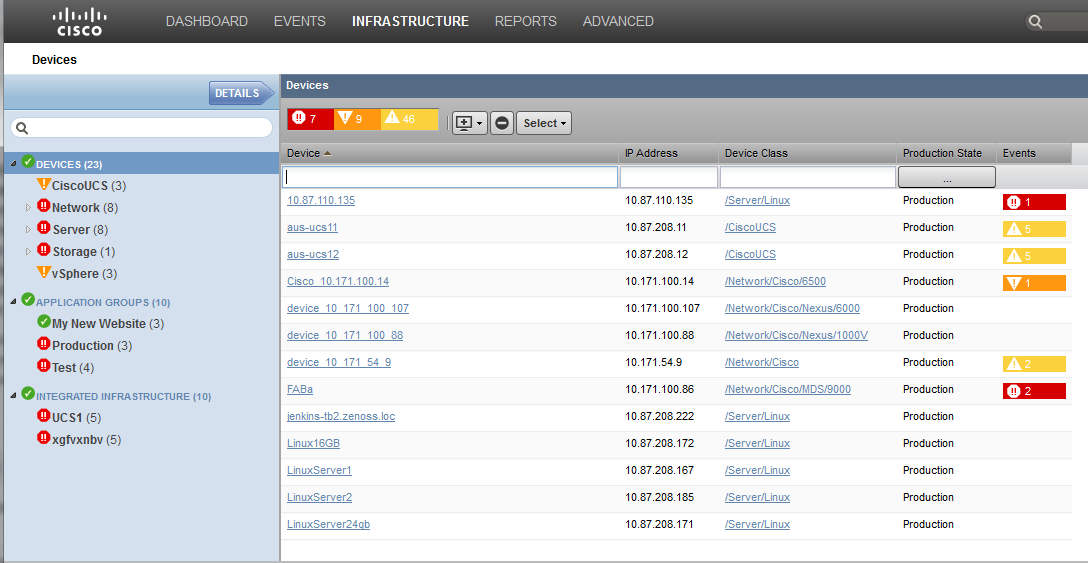 CISCO
DASHBOARD EVENTS INFRASTRUCTURE REPORTS ADVANCED
Devices
DETAILS
DEVICES (23)
CiscoUCS (3)
Network (8)
Server (8)
Storage (1)
vSphere (3)
APPLICATION GROUPS (10)
My New Website (3)
Production (3)
Test (4)
INTEGRATED INFRASTRUCTURE (10)
UCS1 (5)
xgfvxnbv (5)
Devices
7 9 46 Select
Device IP Address Device Class Production State Events
...
10.87.110.135 10.87.110.135 /Server/Linux Production 1
aus-ucs11 10.87.208.11 /CiscoUCS Production 5
aus-ucs12 10.87.208.12 /CiscoUCS Production 5
Cisco_10.171.100.14 10.171.100.14 /Network/Cisco/6500 Production 1
device_10_171_100_107 10.171.100.107 /Network/Cisco/Nexus/6000 Production
device_10_171_100_88 10.171.100.88 /Network/Cisco/Nexus/1000V Production
device_10_171_54_9 10.171.54.9 /Network/Cisco Production 2
FABa 10.171.100.86 /Network/Cisco/MDS/9000 Production 2
jenkins-tb2.zenoss.loc 10.87.208.222 /Server/Linux Production
Linux16GB 10.87.208.172 /Server/Linux Production
LinuxServer1 10.87.208.167 /Server/Linux Production
LinuxServer2 10.87.208.185 /Server/Linux Production
LinuxServer24gb 10.87.208.171 /Server/Linux Production